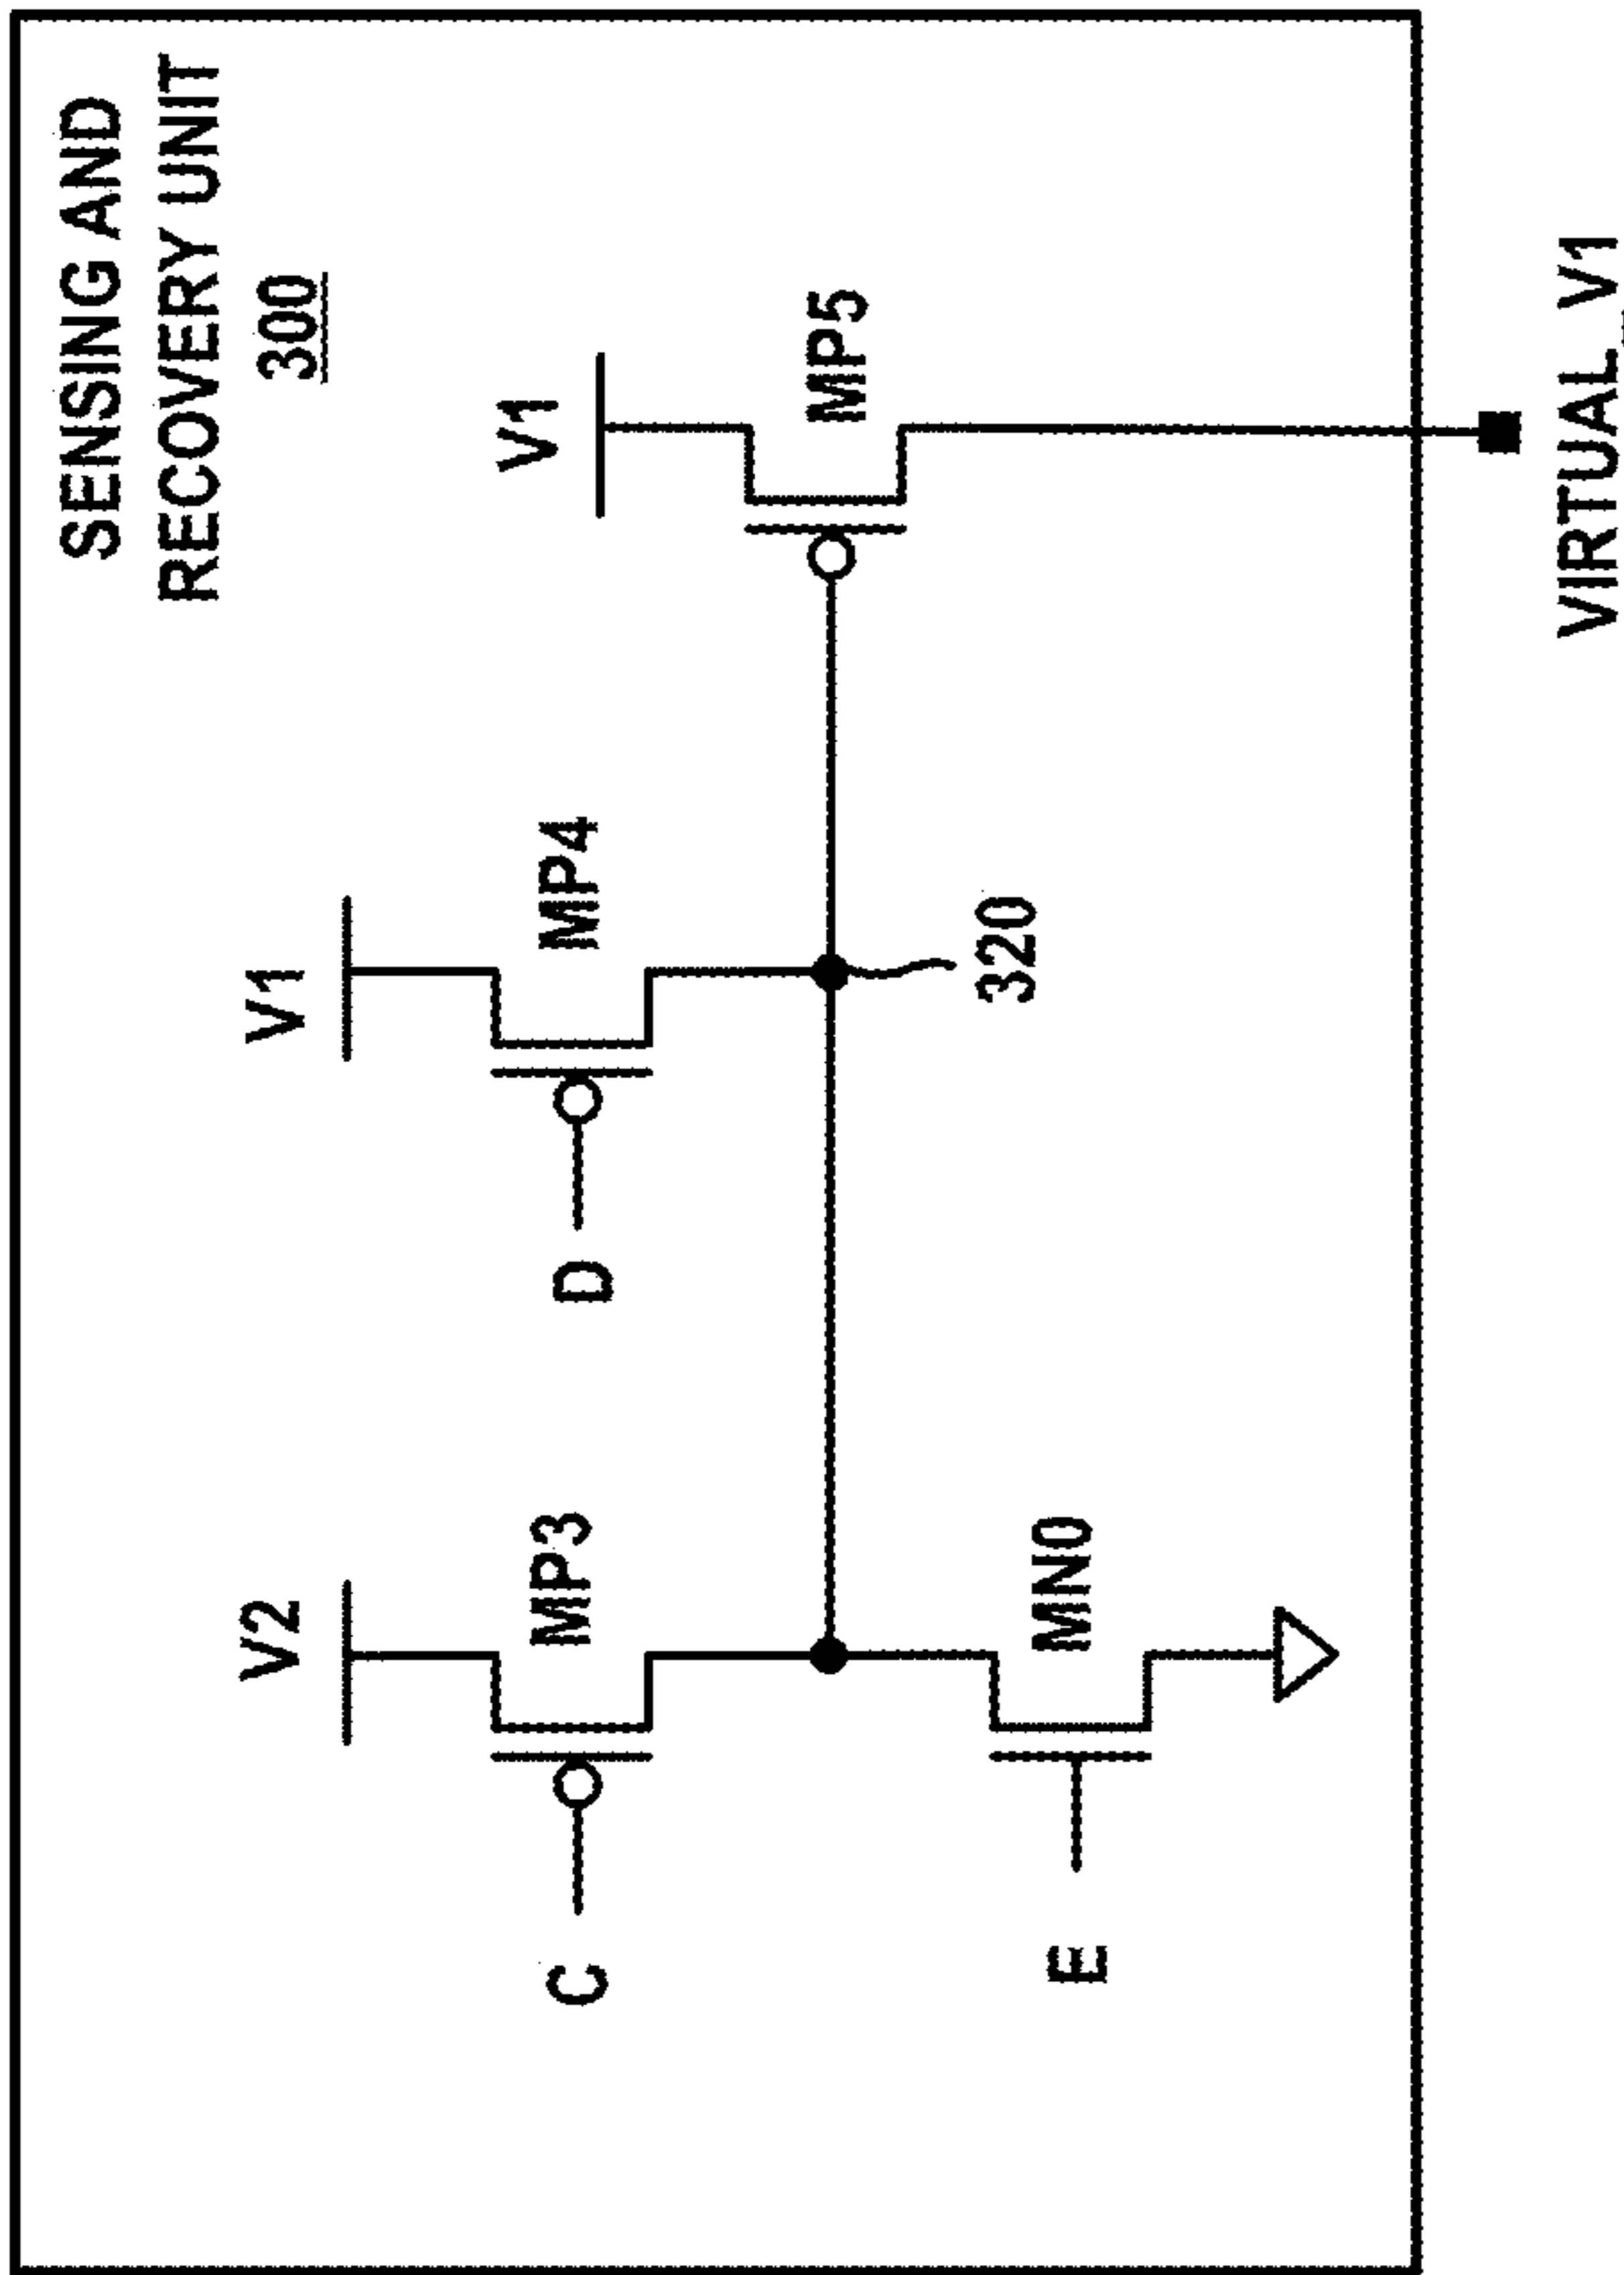 SENSING AND
RECOVERY UNIT
300
V2
MP3
C
V1
MP4
D
V1
MP5
320
MN0
E
VIRTUAL_V1